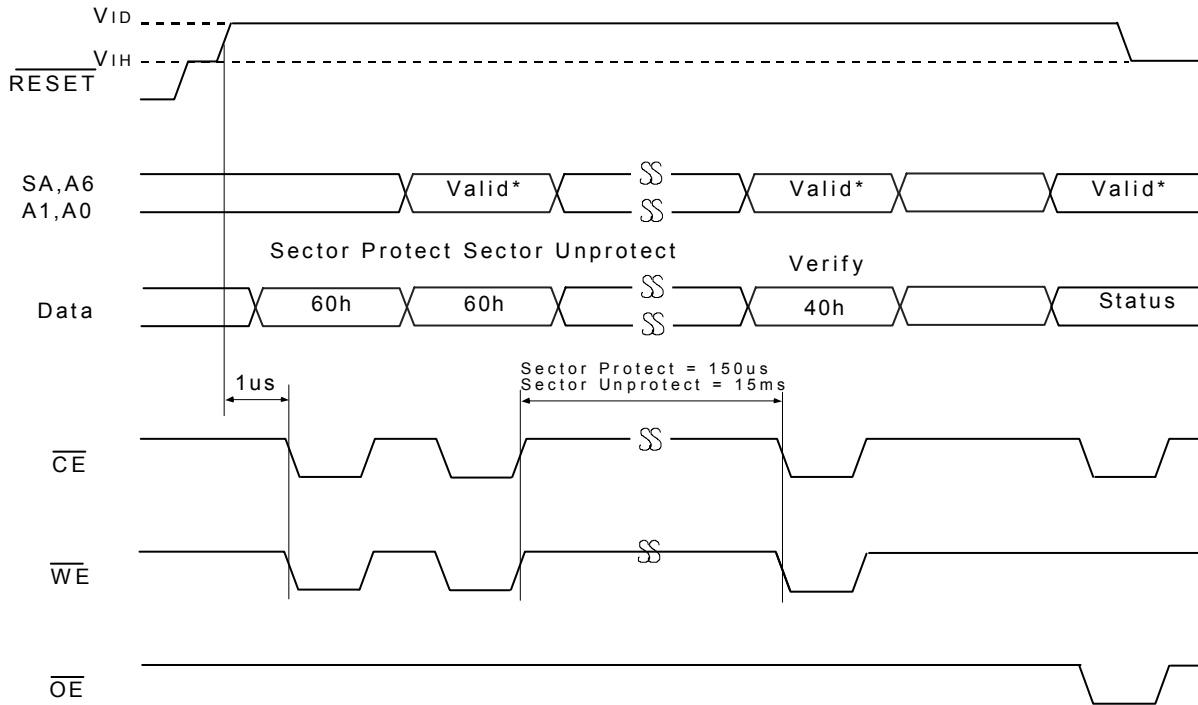 VID
VIH
RESET
SA,A6
A1,A0
Valid*
Valid*
Valid*
Sector Protect Sector Unprotect
Verify
Data
60h
60h
40h
Status
1us
Sector Protect = 150us
Sector Unprotect = 15ms
CE
WE
OE